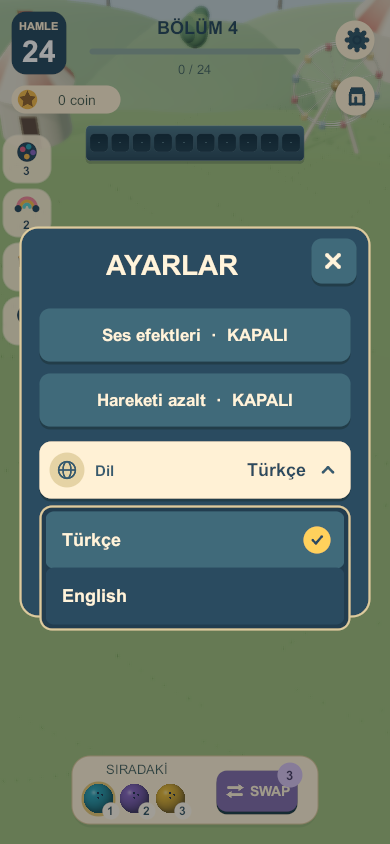 HAMLE
24
BÖLÜM 4
0 / 24
0 coin
3
2
AYARLAR
Ses efektleri · KAPALI
Hareketi azalt · KAPALI
Dil
Türkçe
Türkçe
English
SIRADAKİ
1
2
3
SWAP
3